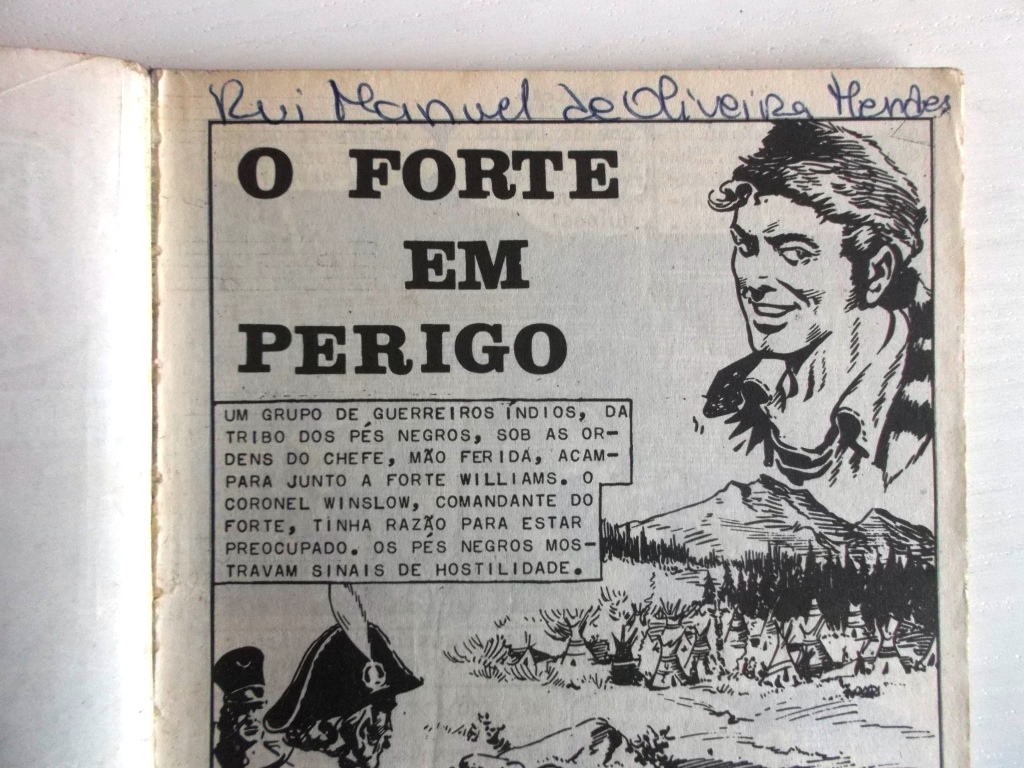 Rui Manuel de Oliveira Mendes
O FORTE
EM
PERIGO
UM GRUPO DE GUERREIROS ÍNDIOS, DA
TRIBO DOS PÉS NEGROS, SOB AS OR-
DENS DO CHEFE, MÃO FERIDA, ACAM-
PARA JUNTO A FORTE WILLIAMS. O
CORONEL WINSLOW, COMANDANTE DO
FORTE, TINHA RAZÃO PARA ESTAR
PREOCUPADO. OS PÉS NEGROS MOS-
TRAVAM SINAIS DE HOSTILIDADE.